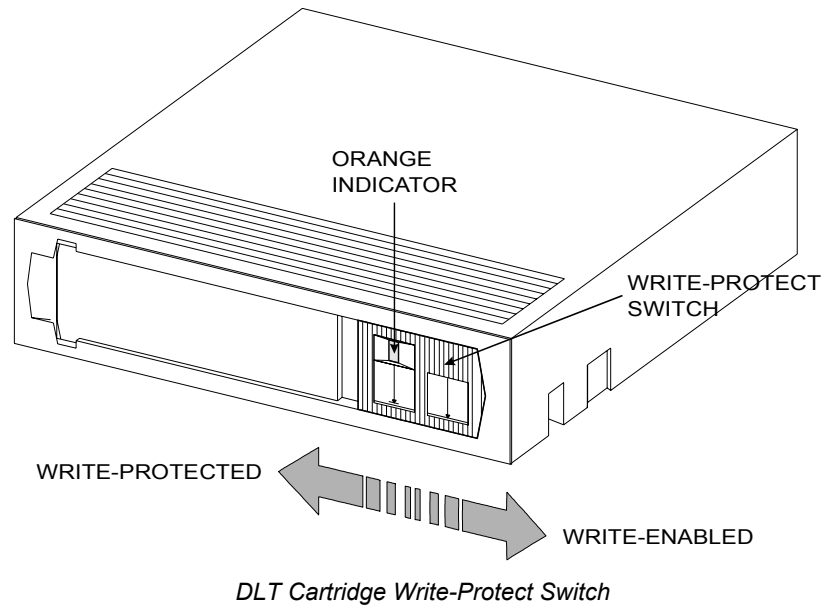 ORANGE
INDICATOR
WRITE-PROTECT
SWITCH
WRITE-PROTECTED
WRITE-ENABLED
DLT Cartridge Write-Protect Switch